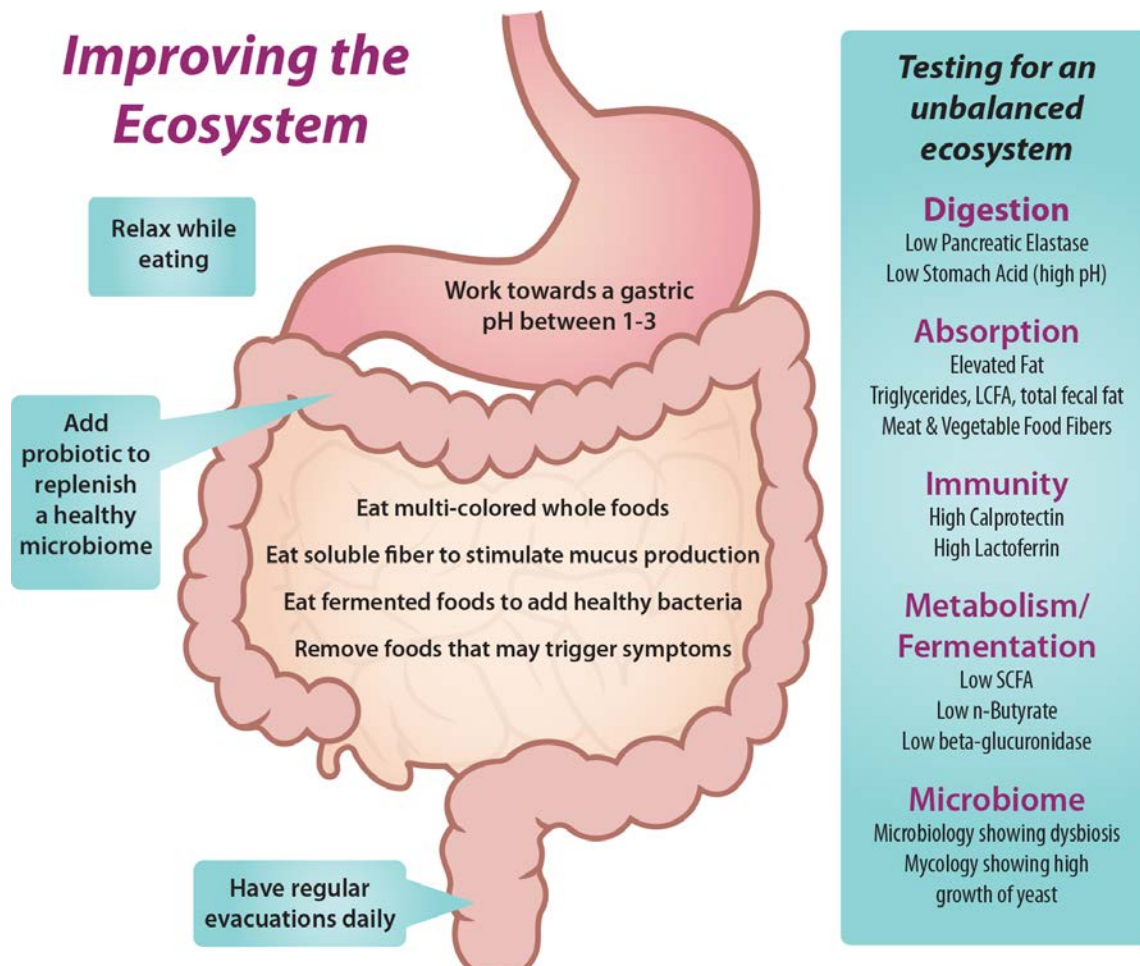 Improving the
Ecosystem
Relax while
eating
Work towards a gastric
pH between 1-3
Add
probiotic to
replenish
a healthy
microbiome
Eat multi-colored whole foods
Eat soluble fiber to stimulate mucus production
Eat fermented foods to add healthy bacteria
Remove foods that may trigger symptoms
Have regular
evacuations daily
Testing for an
unbalanced
ecosystem
Digestion
Low Pancreatic Elastase
Low Stomach Acid (high pH)
Absorption
Elevated Fat
Triglycerides, LCFA, total fecal fat
Meat & Vegetable Food Fibers
Immunity
High Calprotectin
High Lactoferrin
Metabolism/
Fermentation
Low SCFA
Low n-Butyrate
Low beta-glucuronidase
Microbiome
Microbiology showing dysbiosis
Mycology showing high
growth of yeast